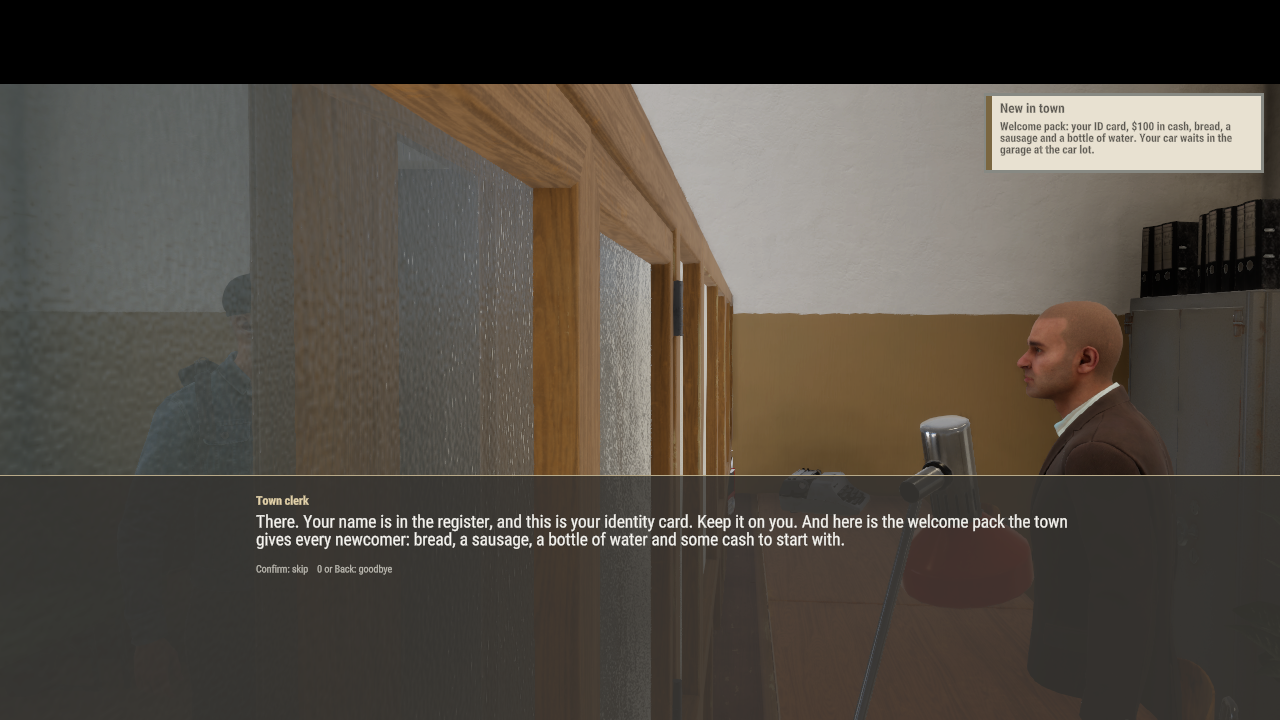 New in town
Welcome pack: your ID card, $100 in cash, bread, a
sausage and a bottle of water. Your car waits in the
garage at the car lot.
Town clerk
There. Your name is in the register, and this is your identity card. Keep it on you. And here is the welcome pack the town
gives every newcomer: bread, a sausage, a bottle of water and some cash to start with.
Confirm: skip    0 or Back: goodbye